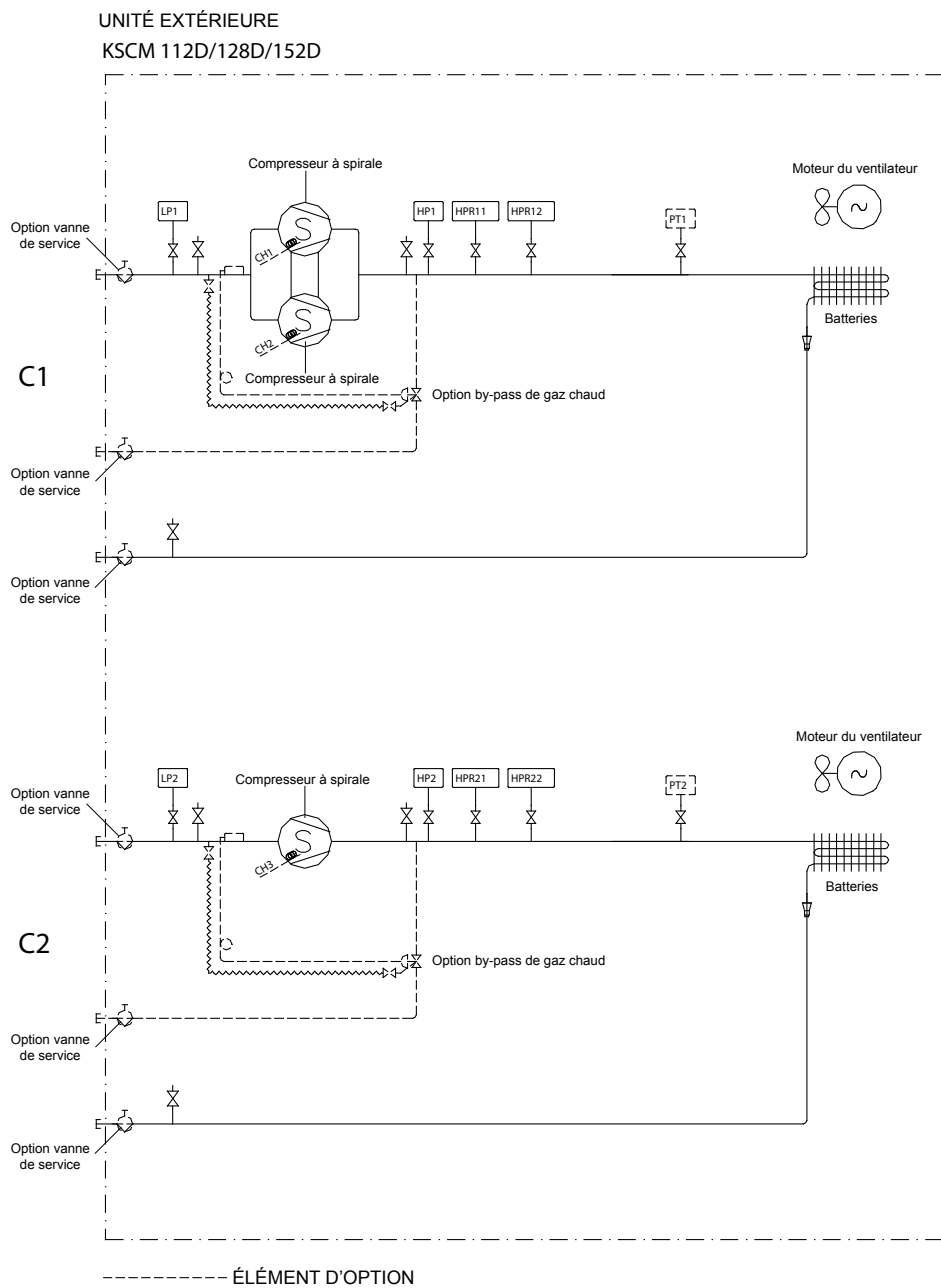 UNITÉ EXTÉRIEURE
KSCM 112D/128D/152D
Compresseur à spirale
Moteur du ventilateur
LP1
HP1
HPR11
HPR12
PT1
Option vanne
de service
CH1
CH2
Batteries
C1
Compresseur à spirale
Option by-pass de gaz chaud
Option vanne
de service
Option vanne
de service
Moteur du ventilateur
LP2
Compresseur à spirale
HP2
HPR21
HPR22
PT2
Option vanne
de service
CH3
Batteries
C2
Option by-pass de gaz chaud
Option vanne
de service
Option vanne
de service
ÉLÉMENT D'OPTION